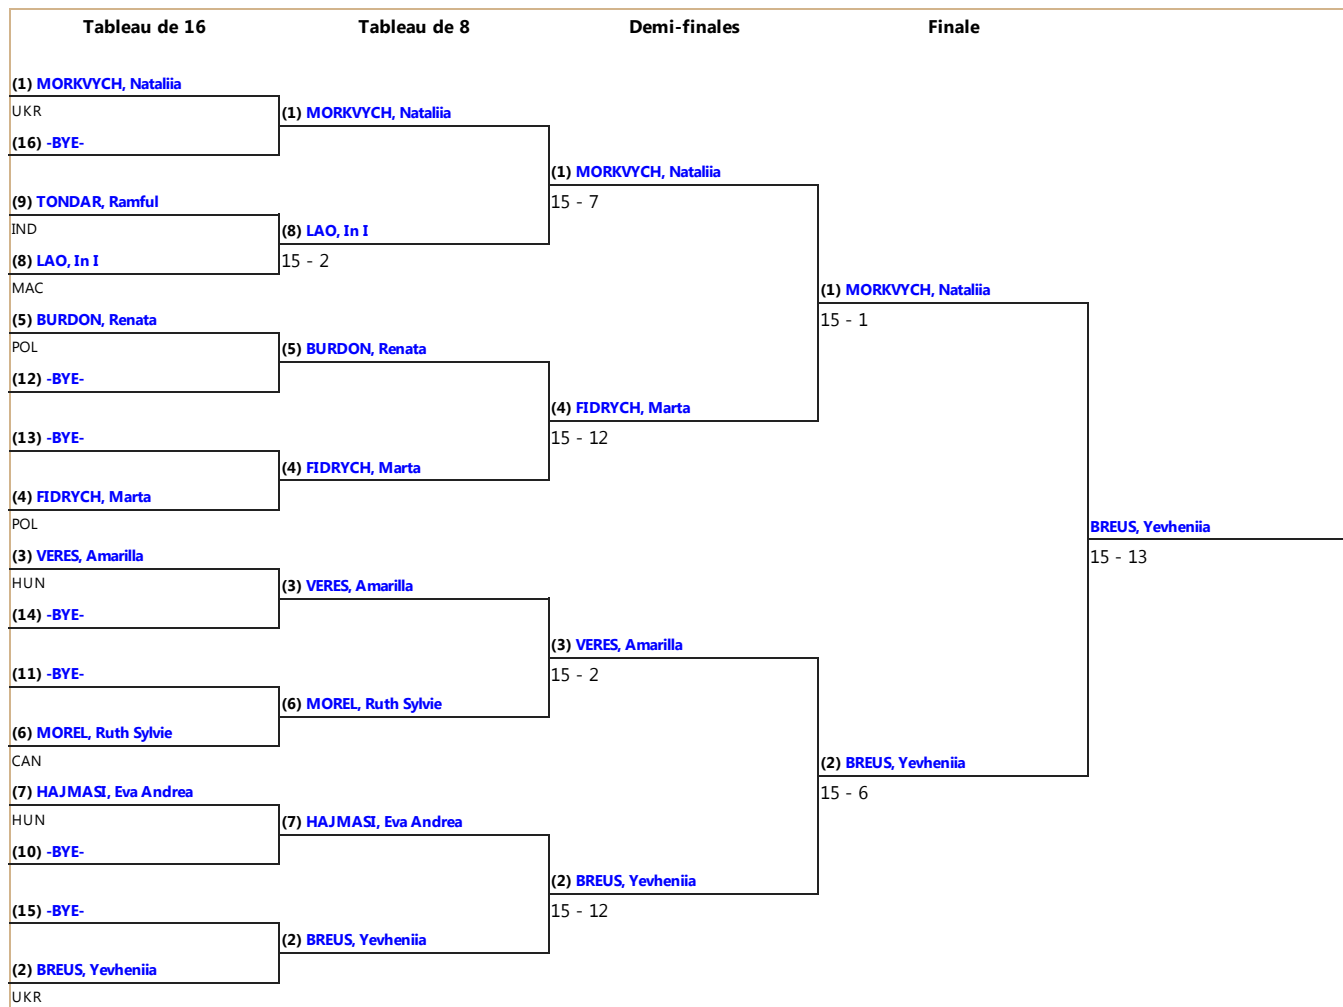 Tableau de 16 Tableau de 8 Demi-finales Finale
(1) MORKVYCH, Nataliia
UKR
(1) MORKVYCH, Nataliia
(16) -BYE-
(1) MORKVYCH, Nataliia
(9) TONDAR, Ramful
15 - 7
IND
(8) LAO, In I
(8) LAO, In I
15 - 2
MAC
(1) MORKVYCH, Nataliia
(5) BURDON, Renata
15 - 1
POL
(5) BURDON, Renata
(12) -BYE-
(4) FIDRYCH, Marta
(13) -BYE-
15 - 12
(4) FIDRYCH, Marta
(4) FIDRYCH, Marta
POL
BREUS, Yevheniia
(3) VERES, Amarilla
15 - 13
HUN
(3) VERES, Amarilla
(14) -BYE-
(3) VERES, Amarilla
(11) -BYE-
15 - 2
(6) MOREL, Ruth Sylvie
(6) MOREL, Ruth Sylvie
CAN
(2) BREUS, Yevheniia
(7) HAJMASI, Eva Andrea
15 - 6
HUN
(7) HAJMASI, Eva Andrea
(10) -BYE-
(2) BREUS, Yevheniia
(15) -BYE-
15 - 12
(2) BREUS, Yevheniia
(2) BREUS, Yevheniia
UKR